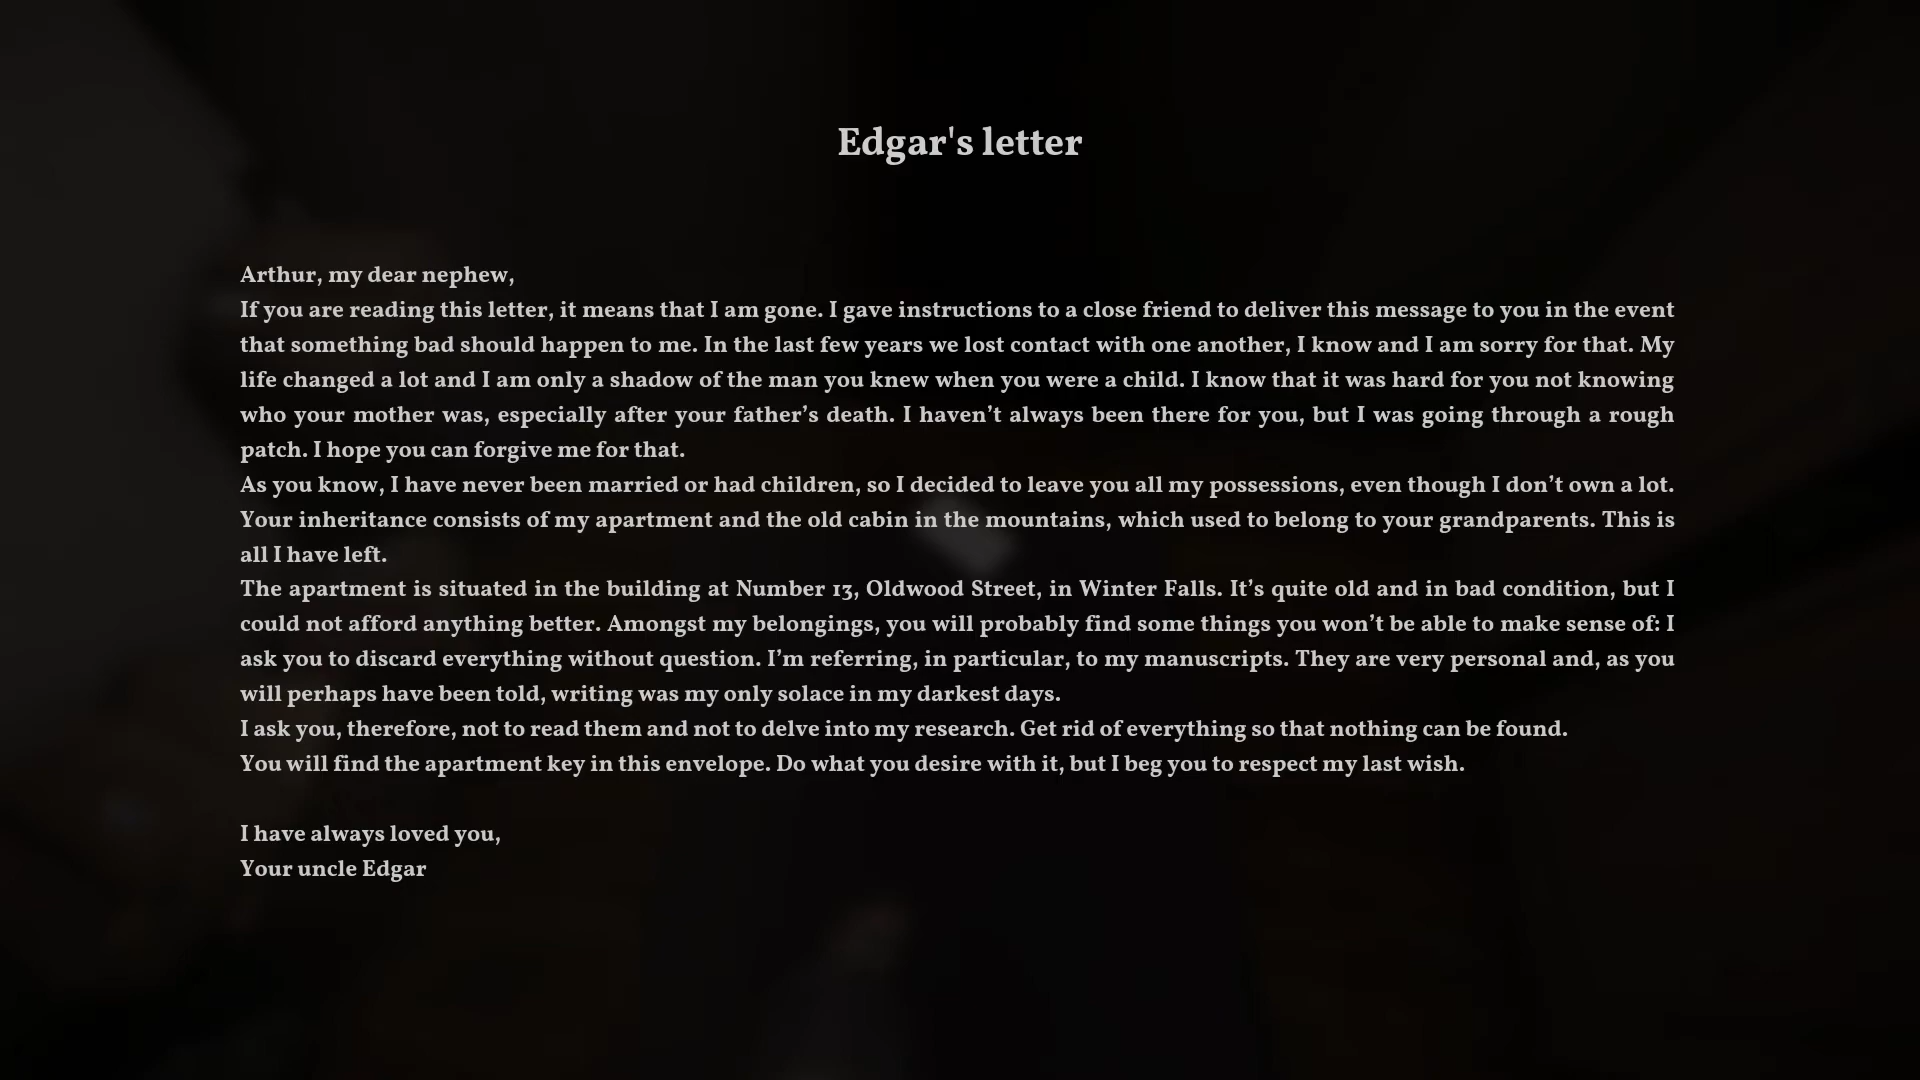 Edgar's letter
Arthur, my dear nephew,
If you are reading this letter, it means that I am gone. I gave instructions to a close friend to deliver this message to you in the event
that something bad should happen to me. In the last few years we lost contact with one another, I know and I am sorry for that. My
life changed a lot and I am only a shadow of the man you knew when you were a child. I know that it was hard for you not knowing
who your mother was, especially after your father’s death. I haven’t always been there for you, but I was going through a rough
patch. I hope you can forgive me for that.
As you know, I have never been married or had children, so I decided to leave you all my possessions, even though I don’t own a lot.
Your inheritance consists of my apartment and the old cabin in the mountains, which used to belong to your grandparents. This is
all I have left.
The apartment is situated in the building at Number 13, Oldwood Street, in Winter Falls. It’s quite old and in bad condition, but I
could not afford anything better. Amongst my belongings, you will probably find some things you won’t be able to make sense of: I
ask you to discard everything without question. I’m referring, in particular, to my manuscripts. They are very personal and, as you
will perhaps have been told, writing was my only solace in my darkest days.
I ask you, therefore, not to read them and not to delve into my research. Get rid of everything so that nothing can be found.
You will find the apartment key in this envelope. Do what you desire with it, but I beg you to respect my last wish.
I have always loved you,
Your uncle Edgar